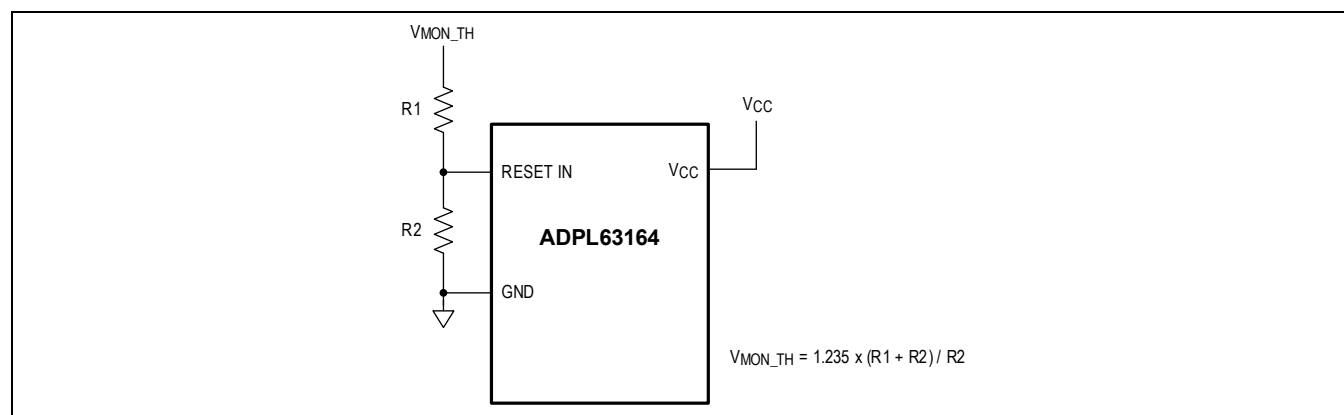 VMON_TH
R1
VCC
RESET IN
VCC
R2
ADPL63164
GND
VMON_TH = 1.235 x (R1 + R2) / R2